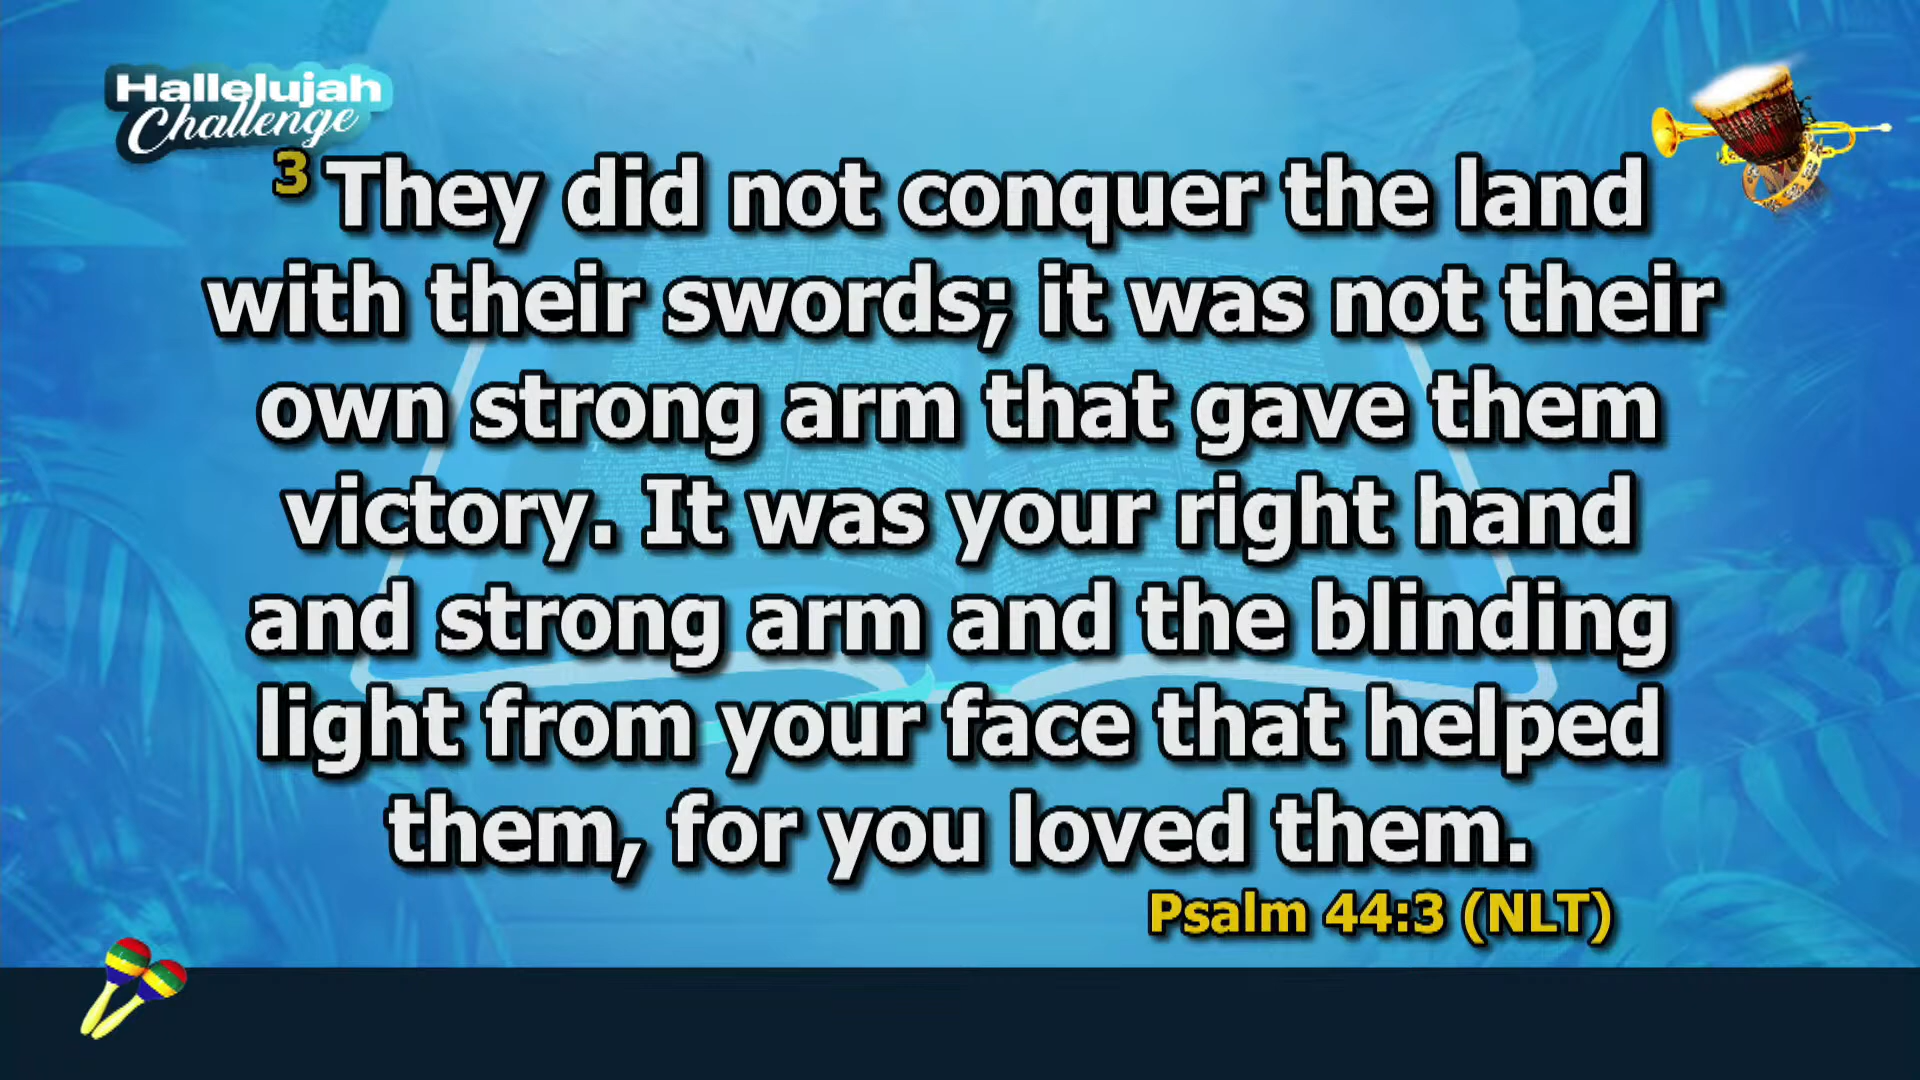 Hallelujah
Challenge
3 They did not conquer the land
with their swords; it was not their
own strong arm that gave them
victory. It was your right hand
and strong arm and the blinding
light from your face that helped
them, for you loved them.
Psalm 44:3 (NLT)